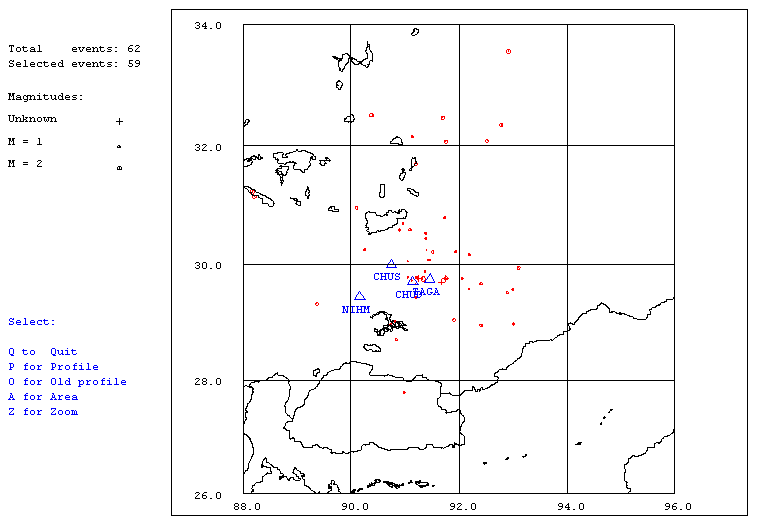 Total    events: 62
Selected events: 59
Magnitudes:
Unknown
M = 1
M = 2
Select:
Q to  Quit
P for Profile
O for Old profile
A for Area
Z for Zoom
34.0
32.0
30.0
28.0
26.0
88.0 90.0 92.0 94.0 96.0
CHUS
TAGA
NIHM